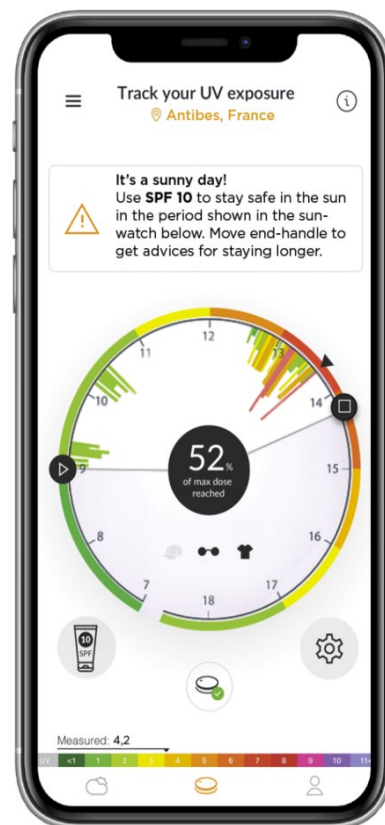 Track your UV exposure
Antibes, France
It's a sunny day!
Use SPF 10 to stay safe in the sun
in the period shown in the sun-
watch below. Move end-handle to
get advices for staying longer.
12
11
13
10
14
9
15
52%
of max dose
reached
8
16
7
17
18
10
SPF
Measured: 4,2
UV <1 1 2 3 4 5 6 7 8 9 10 11+